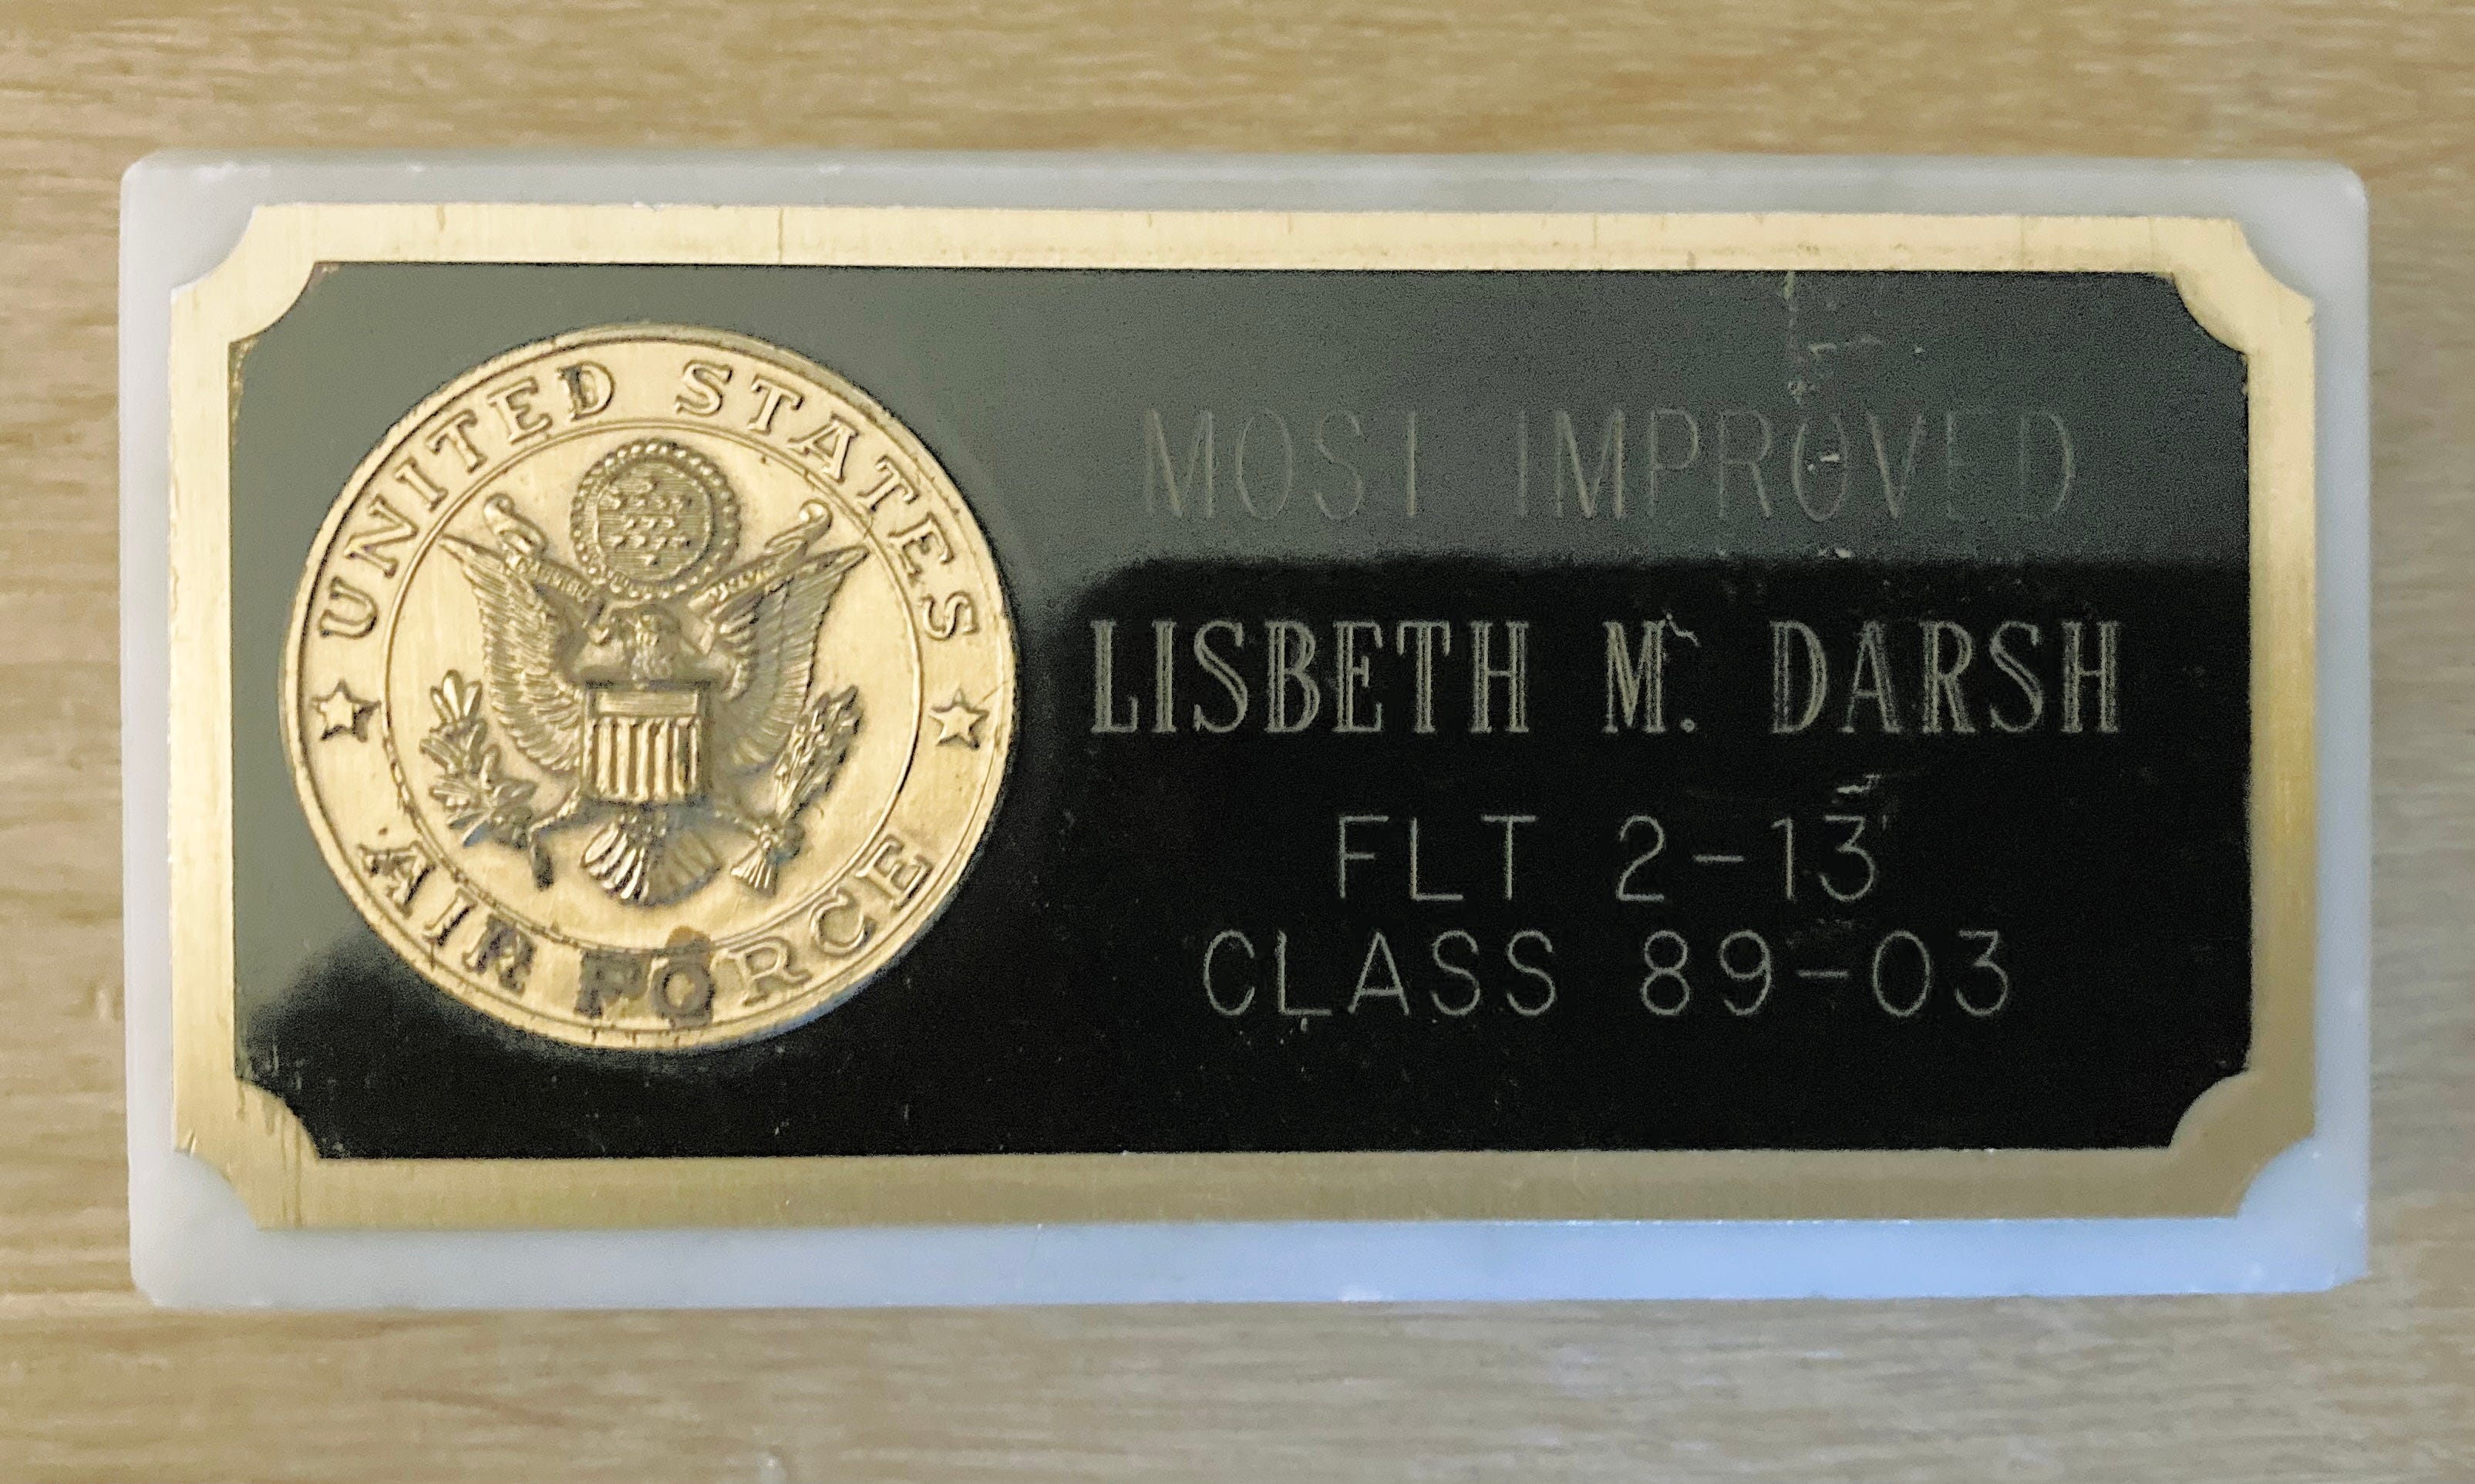 UNITED STATES
AIR FORCE
MOST IMPROVED
LISBETH M. DARSH
FLT 2-13
CLASS 89-03